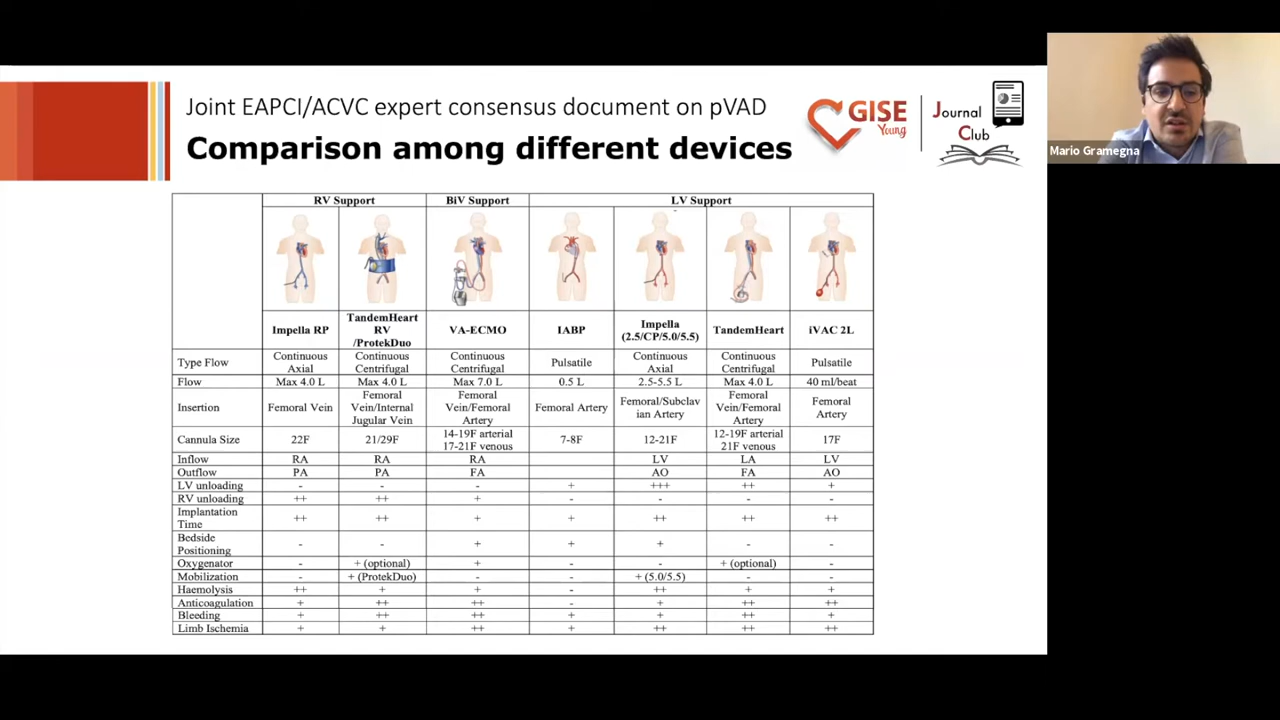 Joint EAPCI/ACVC expert consensus document on pVAD
Comparison among different devices
GISE
Young
Journal
Club
Mario Gramegna
RV Support BiV Support LV Support
Impella RP TandemHeart RV /ProtekDuo VA-ECMO IABP Impella (2.5/CP/5.0/5.5) TandemHeart iVAC 2L
Type Flow Continuous Axial Continuous Centrifugal Continuous Centrifugal Pulsatile Continuous Axial Continuous Centrifugal Pulsatile
Flow Max 4.0 L Max 4.0 L Max 7.0 L 0.5 L 2.5-5.5 L Max 4.0 L 40 ml/beat
Insertion Femoral Vein Femoral Vein/Internal Jugular Vein Femoral Vein/Femoral Artery Femoral Artery Femoral/Subclavian Artery Femoral Vein/Femoral Artery Femoral Artery
Cannula Size 22F 21/29F 14-19F arterial 17-21F venous 7-8F 12-21F 12-19F arterial 21F venous 17F
Inflow RA RA RA LV LA LV
Outflow PA PA FA AO FA AO
LV unloading - - - + +++ ++ +
RV unloading ++ ++ + - - - -
Implantation Time ++ ++ + + ++ ++ ++
Bedside Positioning - - + + + - -
Oxygenator - + (optional) + - - + (optional) -
Mobilization - + (ProtekDuo) - - + (5.0/5.5) - -
Haemolysis ++ + + - ++ + +
Anticoagulation + ++ ++ - + ++ ++
Bleeding + ++ ++ + + ++ +
Limb Ischemia + + ++ + ++ ++ ++